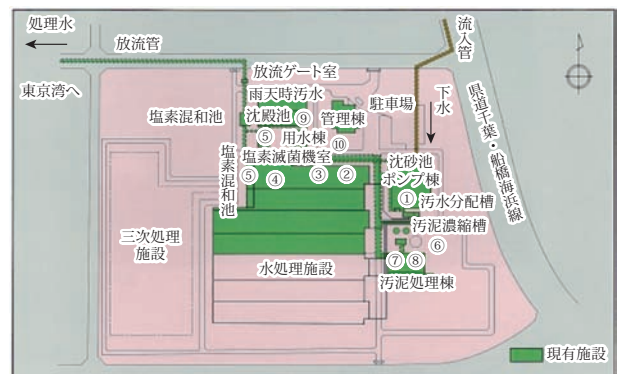 処理水
放流管
東京湾へ
流入管
放流ゲート室
雨天時汚水
沈殿池
⑨
管理棟
駐車場
下水
県道千葉・船橋海浜線
塩素混和池
⑤
用水棟
⑩
塩素滅菌機室
沈砂池
ポンプ棟
塩素混和池
⑤
④
③
②
①
汚水分配槽
汚泥濃縮槽
⑥
三次処理
施設
水処理施設
⑦
⑧
汚泥処理棟
現有施設